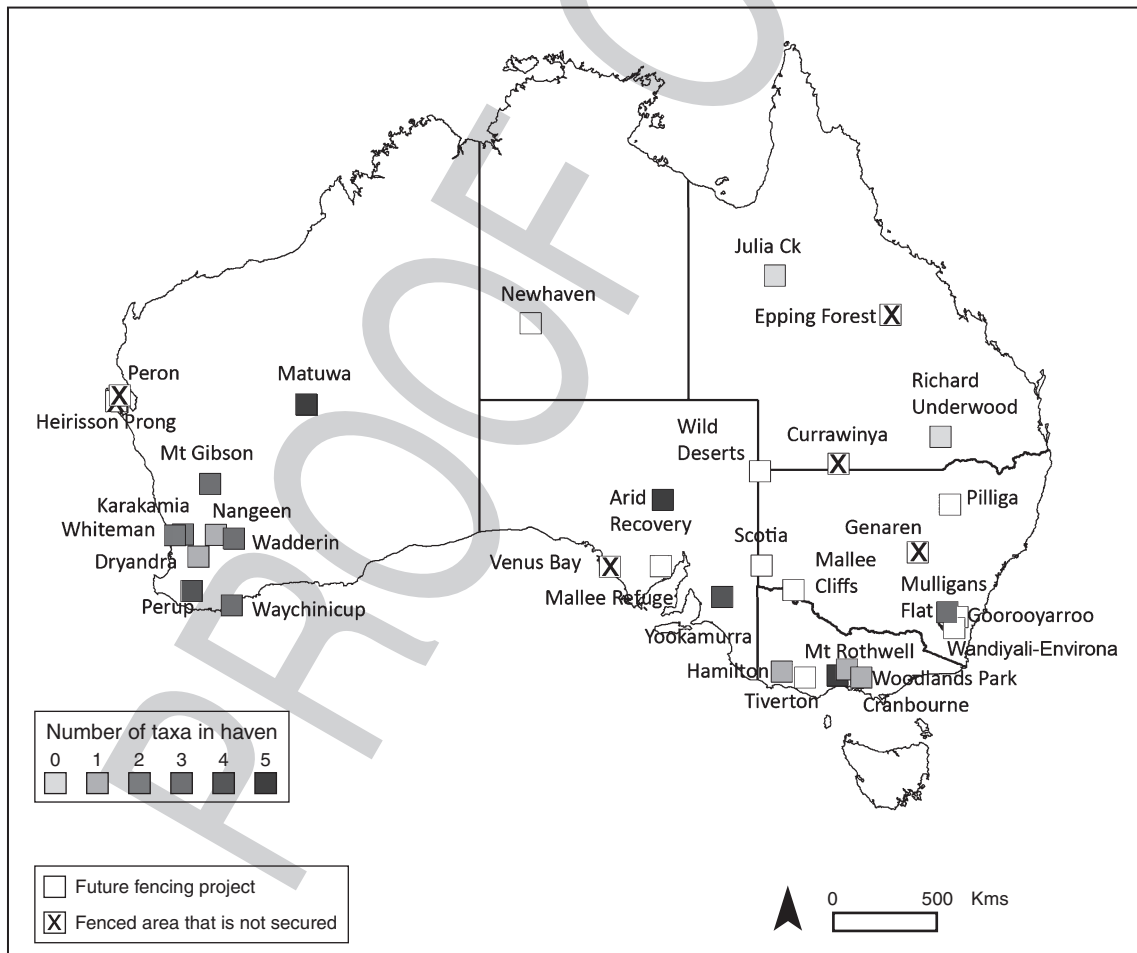 PROOF O
Julia Ck
Newhaven
Epping Forest X
Peron
X
Heirisson Prong
Matuwa
Richard
Underwood
Wild
Deserts
Currawinya
X
Mt Gibson
Pilliga
Karakamia
Nangeen
Whiteman
Wadderin
Dryandra
Arid
Recovery
Genaren
X
Scotia
Venus Bay X
Mallee
Cliffs
Mallee Refuge
Mulligans
Flat
Goorooyarroo
Perup
Waychinicup
Yookamurra
Wandiyali-Environa
Mt Rothwell
Hamilton
Woodlands Park
Tiverton
Cranbourne
Number of taxa in haven
0 1 2 3 4 5
Future fencing project
X Fenced area that is not secured
0 500 Kms